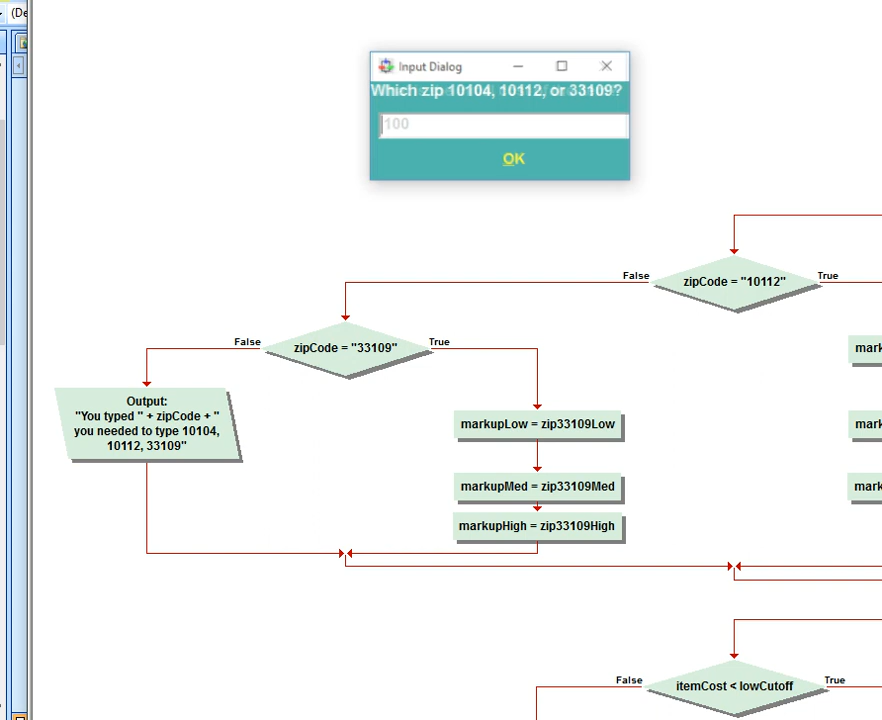 (De
Input Dialog
Which zip 10104, 10112, or 33109?
100
OK
False
zipCode = "10112"
True
False
zipCode = "33109"
True
mark
Output:
"You typed " + zipCode + "
you needed to type 10104,
10112, 33109"
markupLow = zip33109Low
mark
markupMed = zip33109Med
mark
markupHigh = zip33109High
False
itemCost < lowCutoff
True